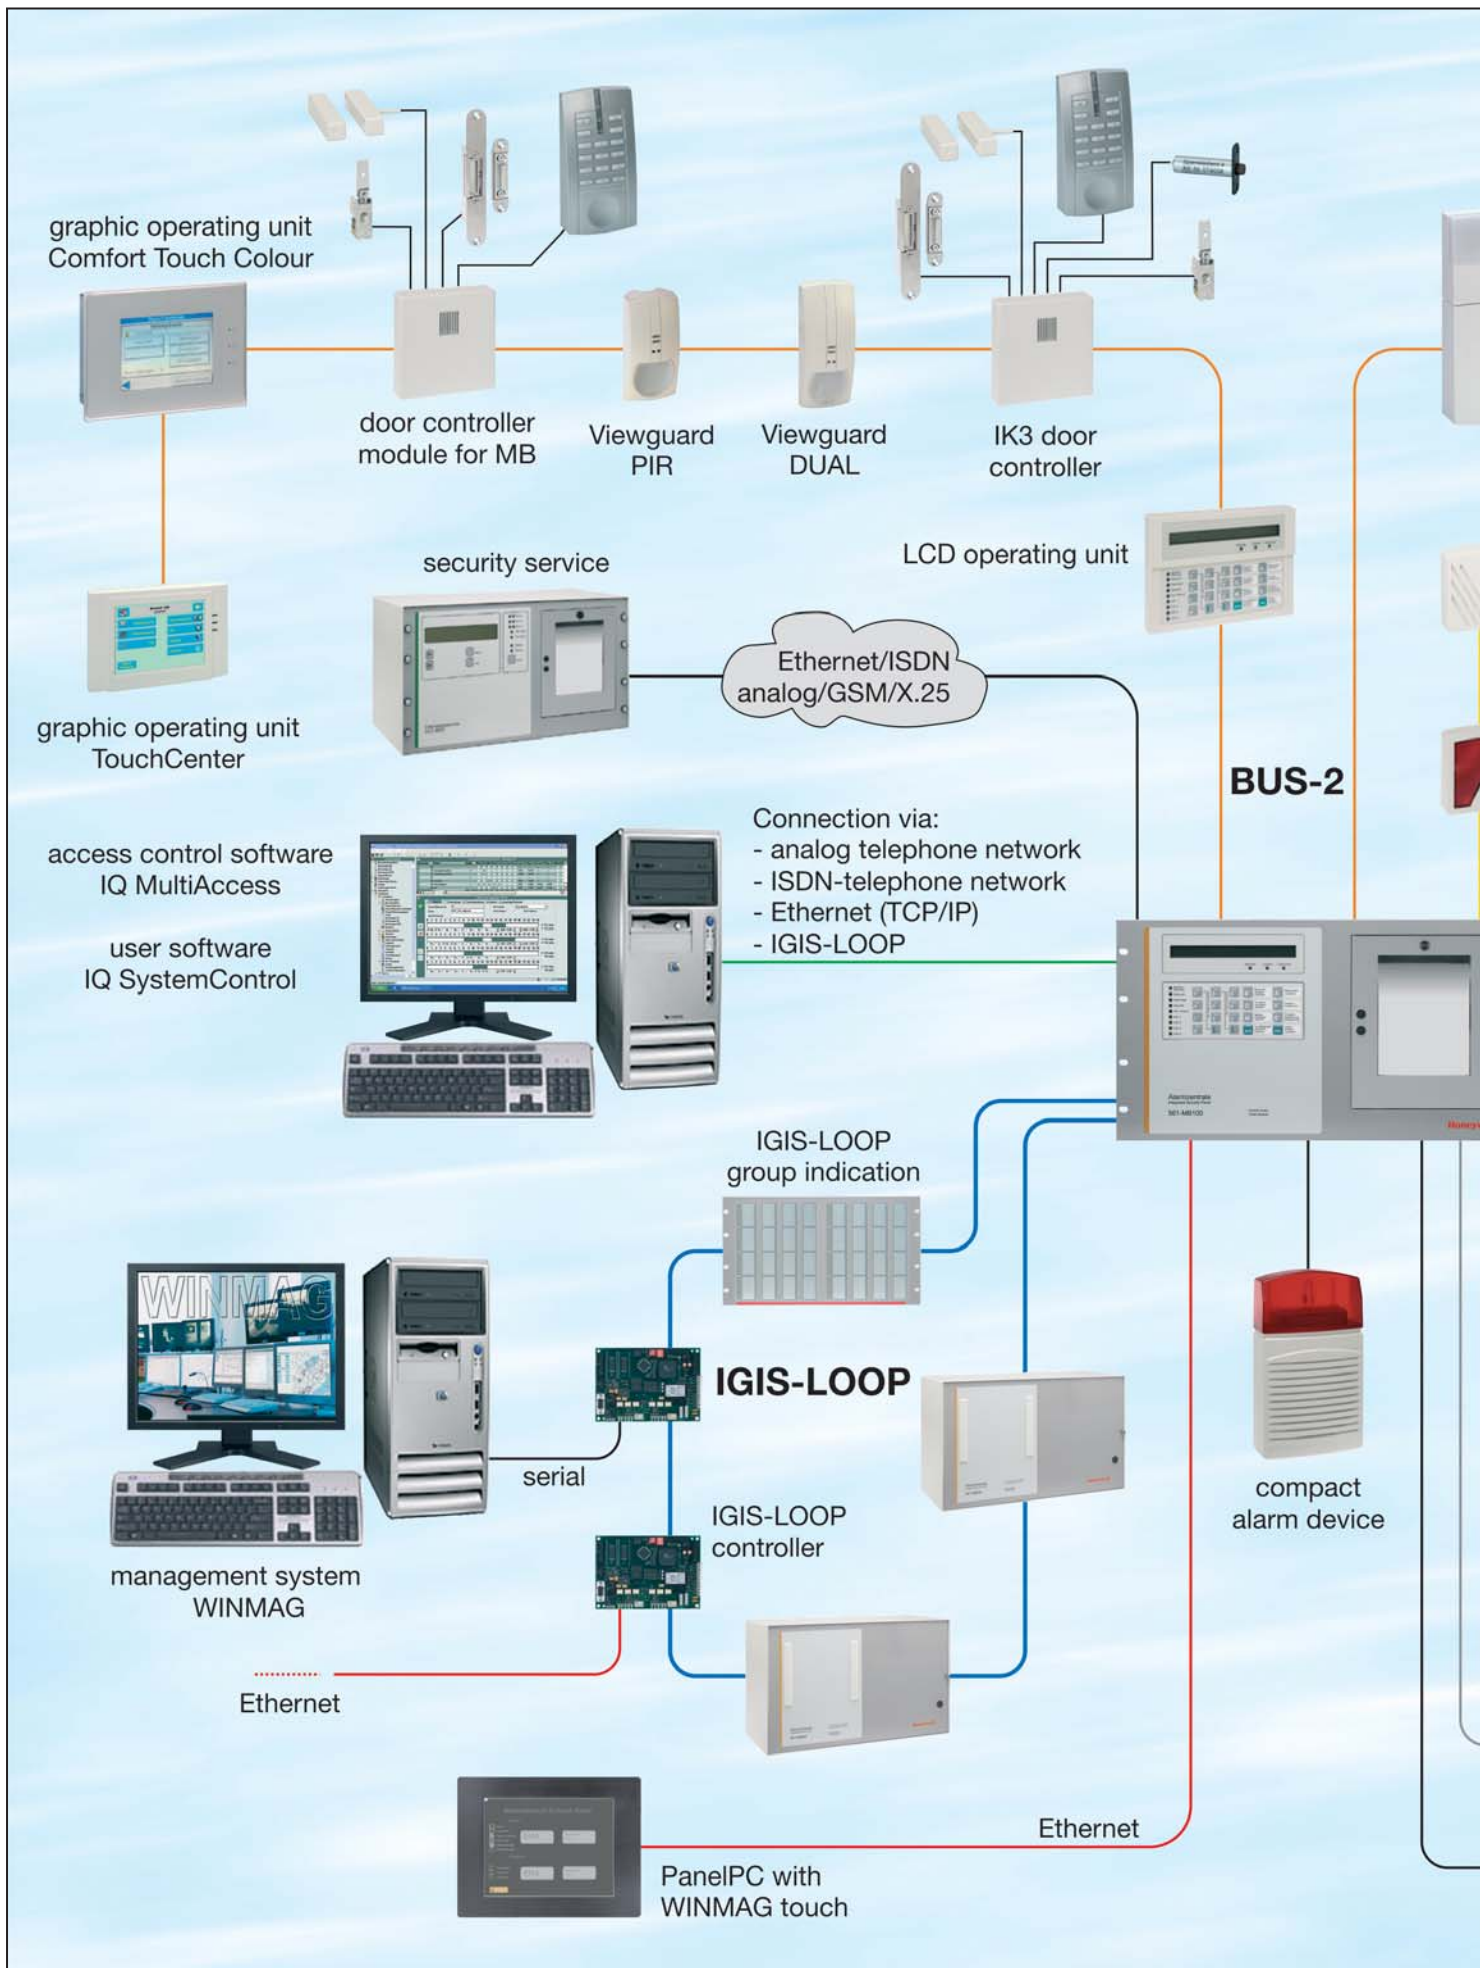 graphic operating unit
Comfort Touch Colour
door controller
module for MB
Viewguard
PIR
Viewguard
DUAL
IK3 door
controller
LCD operating unit
security service
Ethernet/ISDN
analog/GSM/X.25
graphic operating unit
TouchCenter
BUS-2
access control software
IQ MultiAccess
user software
IQ SystemControl
Connection via:
- analog telephone network
- ISDN-telephone network
- Ethernet (TCP/IP)
- IGIS-LOOP
IGIS-LOOP
group indication
WINMAG
IGIS-LOOP
serial
IGIS-LOOP
controller
compact
alarm device
management system
WINMAG
Ethernet
Ethernet
PanelPC with
WINMAG touch